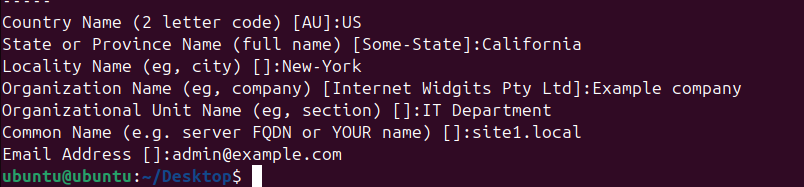 -----
Country Name (2 letter code) [AU]:US
State or Province Name (full name) [Some-State]:California
Locality Name (eg, city) []:New-York
Organization Name (eg, company) [Internet Widgits Pty Ltd]:Example company
Organizational Unit Name (eg, section) []:IT Department
Common Name (e.g. server FQDN or YOUR name) []:site1.local
Email Address []:admin@example.com
ubuntu@ubuntu:~/Desktop$